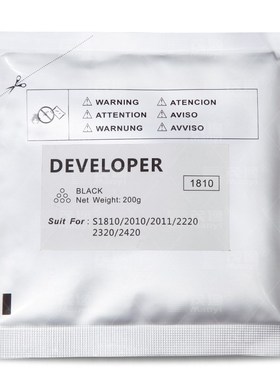 WARNING ATENCION
ATTENTION AVISO
WARNUNG AVVISO
DEVELOPER
1810
BLACK
Net Weight: 200g
Suit For : S1810/2010/2011/2220
2320/2420